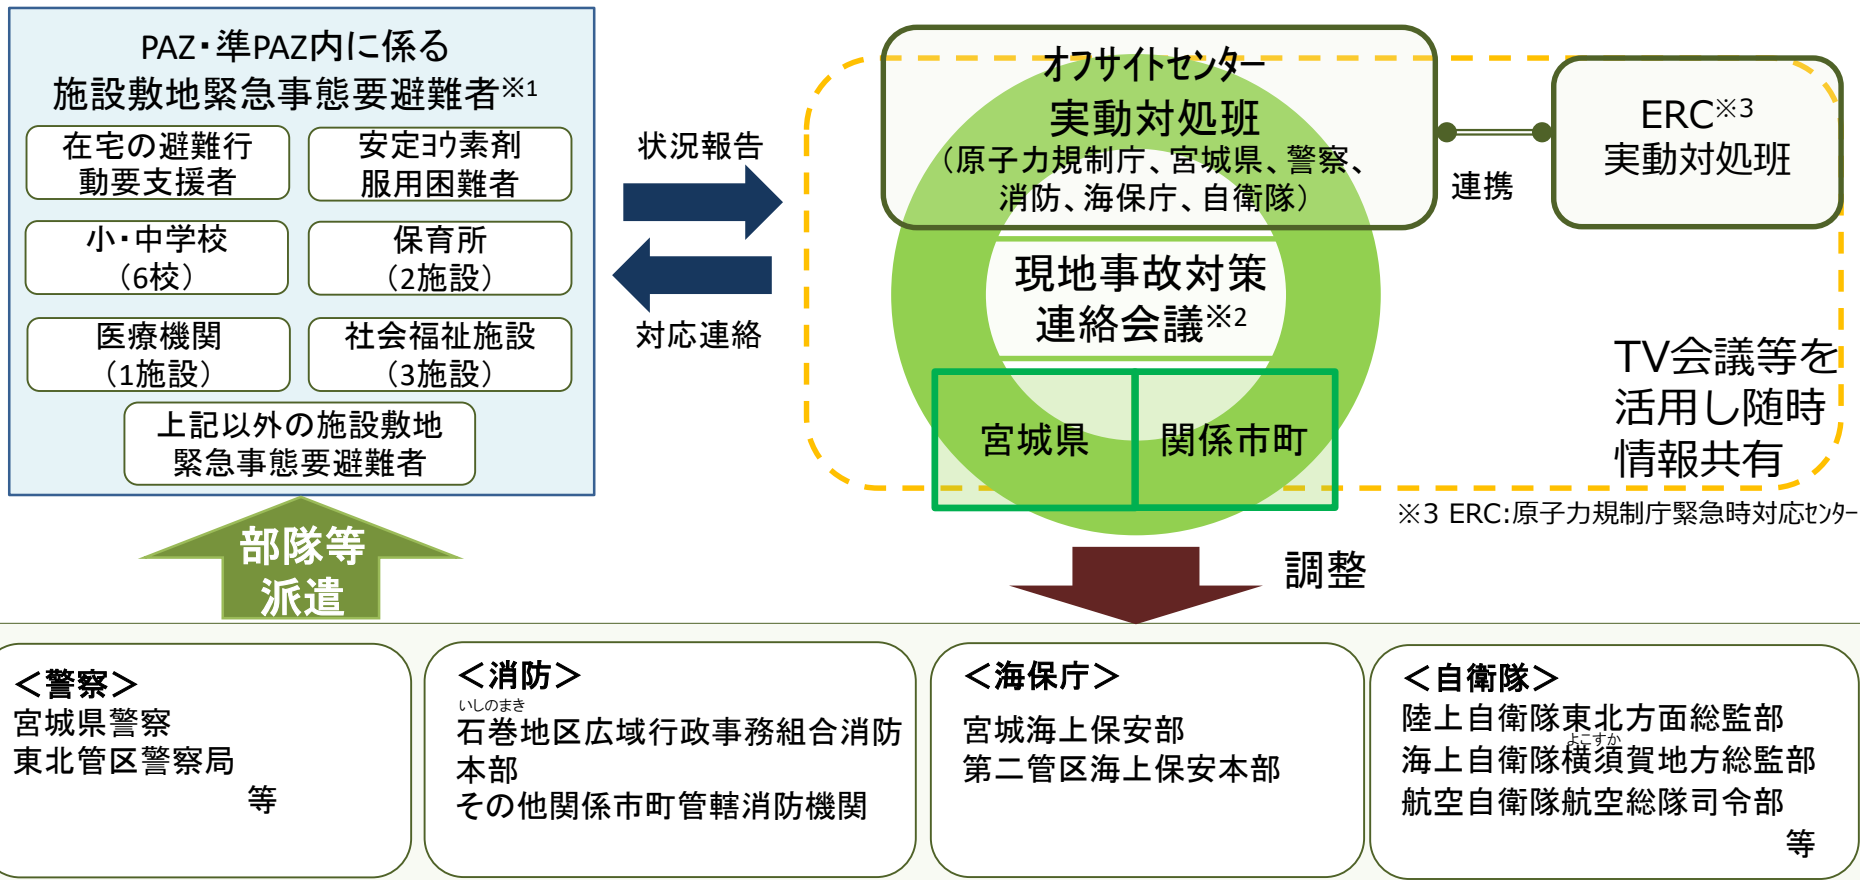 PAZ・準PAZ内に係る
施設敷地緊急事態要避難者※1
在宅の避難行
動要支援者
安定ﾖｳ素剤
服用困難者
小・中学校
（6校）
保育所
（2施設）
医療機関
（1施設）
社会福祉施設
（3施設）
上記以外の施設敷地
緊急事態要避難者
状況報告
対応連絡
ｵﾌｻｲﾄｾﾝﾀｰ
実動対処班
（原子力規制庁、宮城県、警察、
消防、海保庁、自衛隊）
連携
ERC※3
実動対処班
現地事故対策
連絡会議※2
宮城県
関係市町
TV会議等を
活用し随時
情報共有
※3 ERC:原子力規制庁緊急時対応ｾﾝﾀｰ
部隊等
派遣
調整
＜警察＞
宮城県警察
東北管区警察局
等
＜消防＞
いしのまき
石巻地区広域行政事務組合消防
本部
その他関係市町管轄消防機関
＜海保庁＞
宮城海上保安部
第二管区海上保安本部
＜自衛隊＞
陸上自衛隊東北方面総監部
よこすか
海上自衛隊横須賀地方総監部
航空自衛隊航空総隊司令部
等